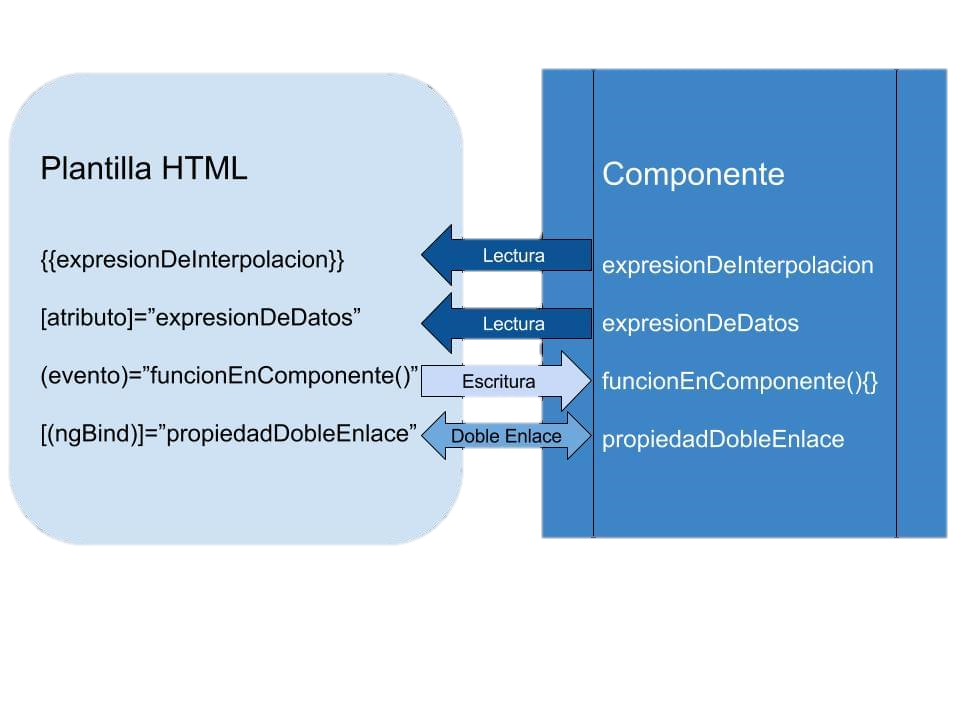 Plantilla HTML
Componente
{{expresionDeInterpolacion}}
Lectura
expresionDeInterpolacion
[atributo]=”expresionDeDatos”
Lectura
expresionDeDatos
(evento)=”funcionEnComponente()”
Escritura
funcionEnComponente(){}
[(ngBind)]=”propiedadDobleEnlace”
Doble Enlace
propiedadDobleEnlace